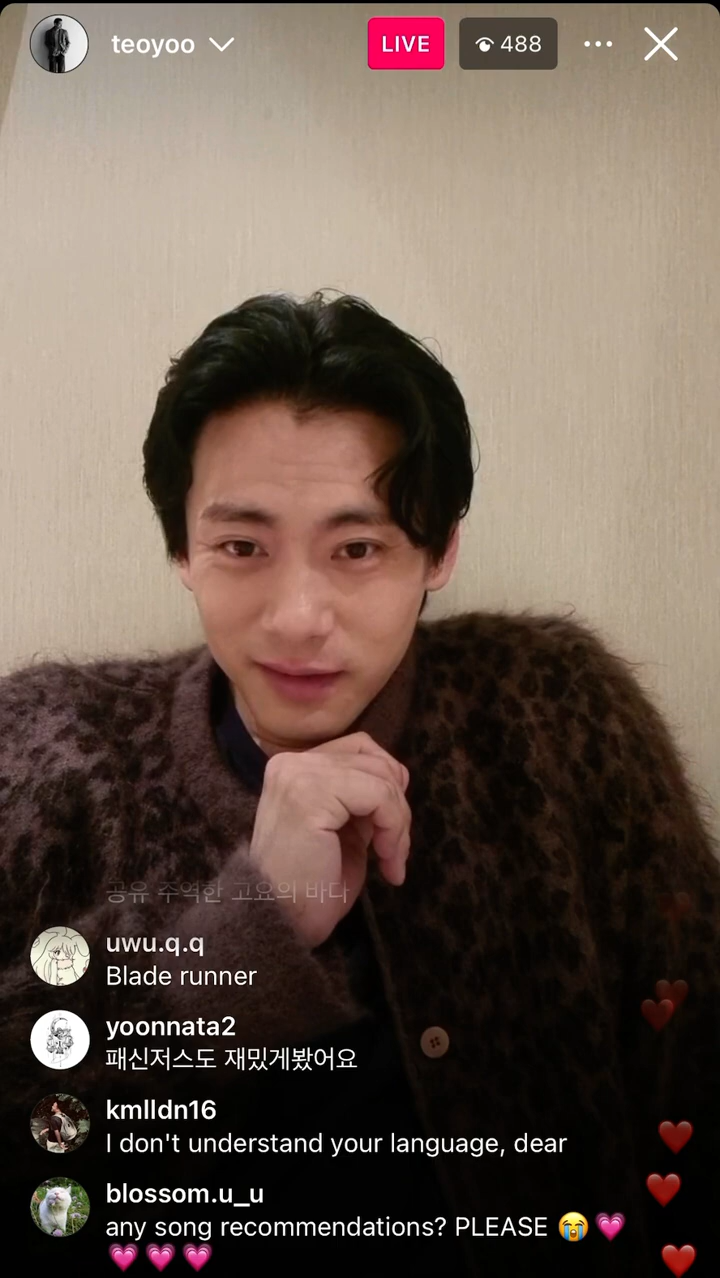 teoyoo
LIVE
488
공유 주역한 고요의 바다
uwu.q.q
Blade runner
yoonnata2
패신저스도 재밌게봤어요
kmlldn16
I don't understand your language, dear
blossom.u_u
any song recommendations? PLEASE 😭💗
💗💗💗